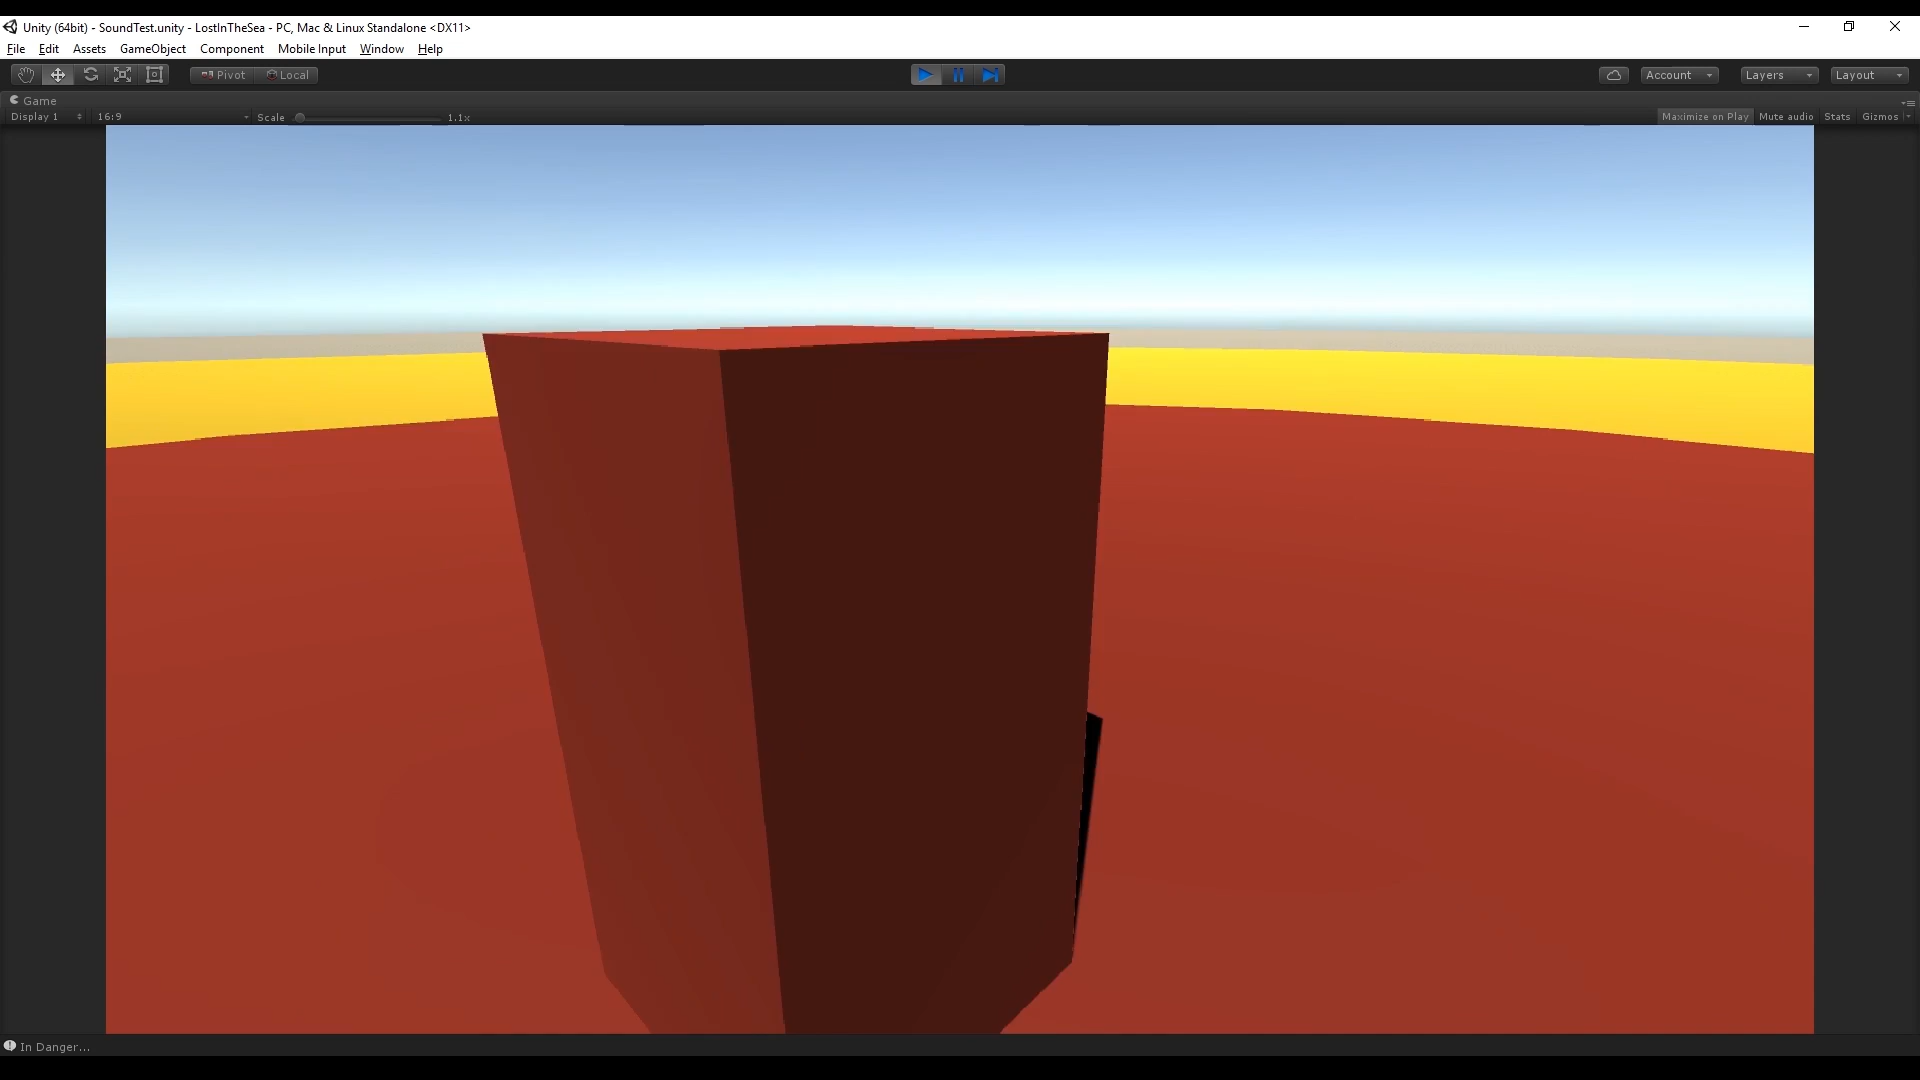 Unity (64bit) - SoundTest.unity - LostInTheSea - PC, Mac & Linux Standalone <DX11>
File Edit Assets GameObject Component Mobile Input Window Help
Pivot Local Account Layers Layout
Game
Display 1 16:9 Scale 1.1x Maximize on Play Mute audio Stats Gizmos
In Danger...